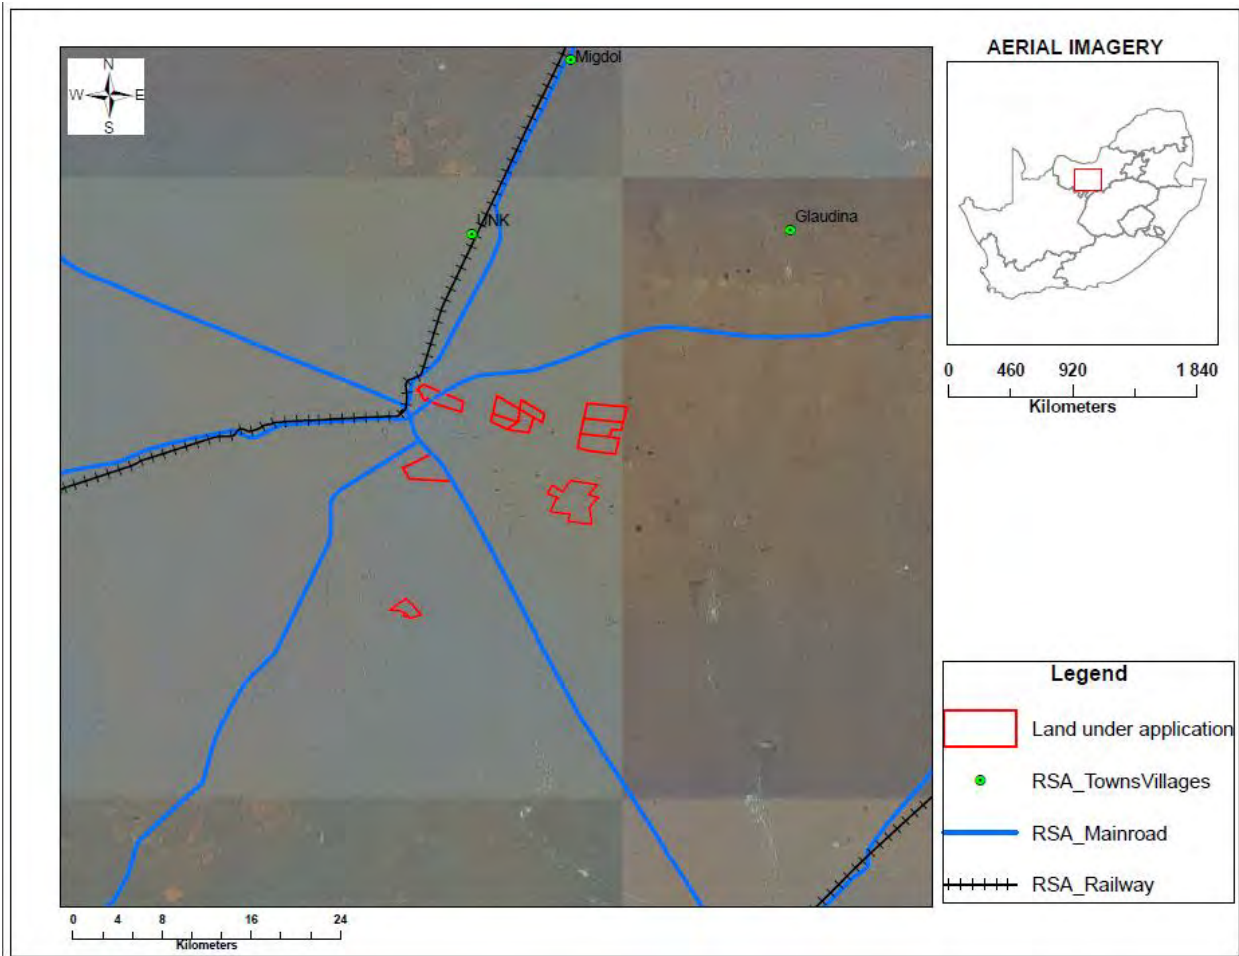 AERIAL IMAGERY
N
W E
S
Migdol
UNK
Glaudina
0 460 920 1 840
Kilometers
Legend
Land under application
RSA_TownsVillages
RSA_Mainroad
RSA_Railway
0 4 8 16 24
Kilometers